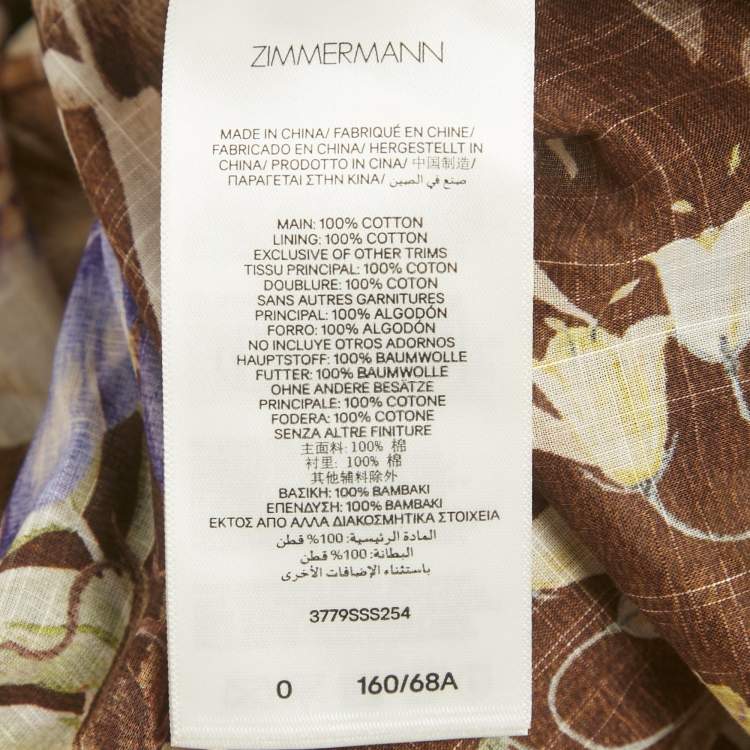 ZIMMERMANN
MADE IN CHINA/ FABRIQUÉ EN CHINE/
FABRICADO EN CHINA/ HERGESTELLT IN
CHINA/ PRODOTTO IN CINA/ 中国制造/
ΠΑΡΑΓΕΤΑΙ ΣΤΗΝ ΚΙΝΑ/ صنع في الصين
MAIN: 100% COTTON
LINING: 100% COTTON
EXCLUSIVE OF OTHER TRIMS
TISSU PRINCIPAL: 100% COTON
DOUBLURE: 100% COTON
SANS AUTRES GARNITURES
PRINCIPAL: 100% ALGODÓN
FORRO: 100% ALGODÓN
NO INCLUYE OTROS ADORNOS
HAUPTSTOFF: 100% BAUMWOLLE
FUTTER: 100% BAUMWOLLE
OHNE ANDERE BESÄTZE
PRINCIPALE: 100% COTONE
FODERA: 100% COTONE
SENZA ALTRE FINITURE
主面料: 100% 棉
衬里: 100% 棉
其他辅料除外
ΒΑΣΙΚΗ: 100% ΒΑΜΒΑΚΙ
ΕΠΕΝΔΥΣΗ: 100% ΒΑΜΒΑΚΙ
ΕΚΤΟΣ ΑΠΟ ΑΛΛΑ ΔΙΑΚΟΣΜΗΤΙΚΑ ΣΤΟΙΧΕΙΑ
المادة الرئيسية: 100% قطن
البطانة: 100% قطن
باستثناء الإضافات الأخرى
3779SSS254
0 160/68A